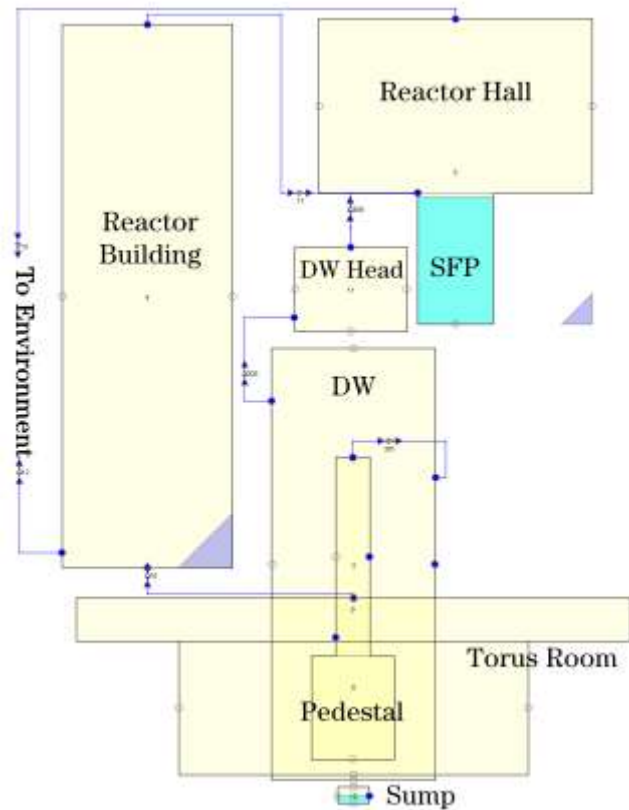 Reactor Hall
Reactor
Building
DW Head
SFP
To Environment
DW
Torus Room
Pedestal
Sump